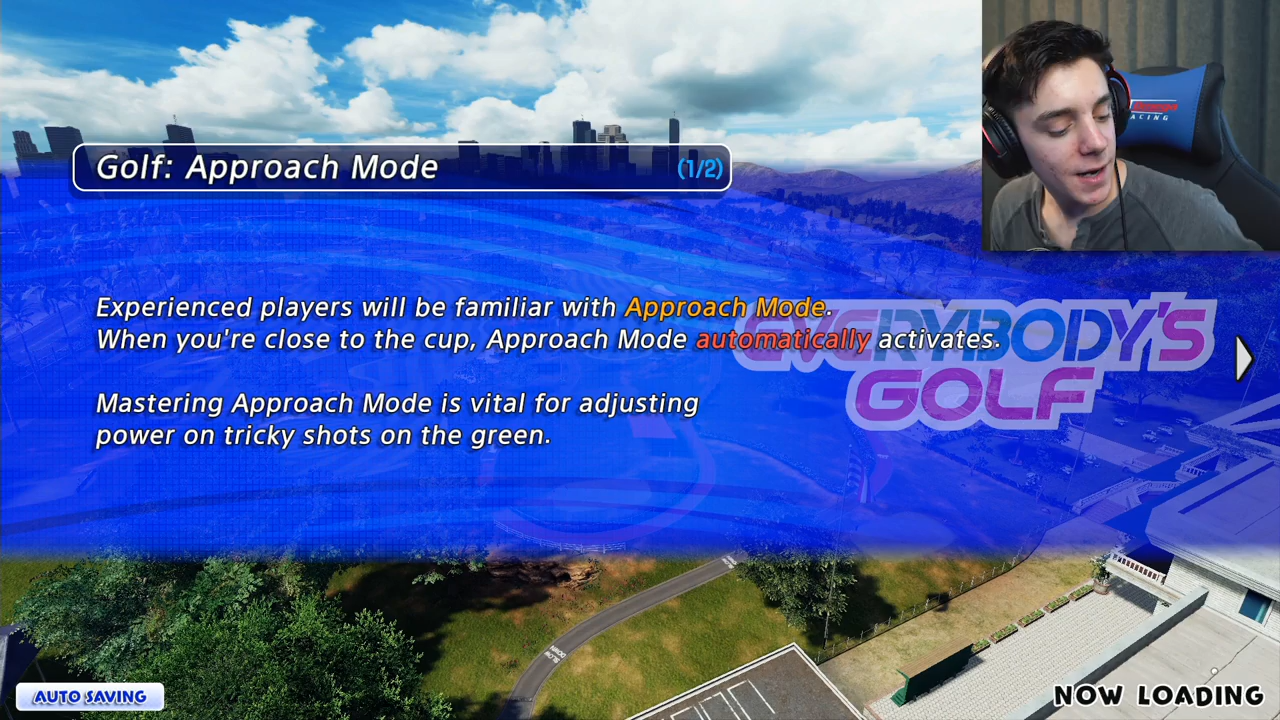 Golf: Approach Mode (1/2)
Experienced players will be familiar with Approach Mode.
When you're close to the cup, Approach Mode automatically activates.
EVERYBODY'S
GOLF
Mastering Approach Mode is vital for adjusting
power on tricky shots on the green.
SLOW
DOWN
AUTO SAVING
NOW LOADING